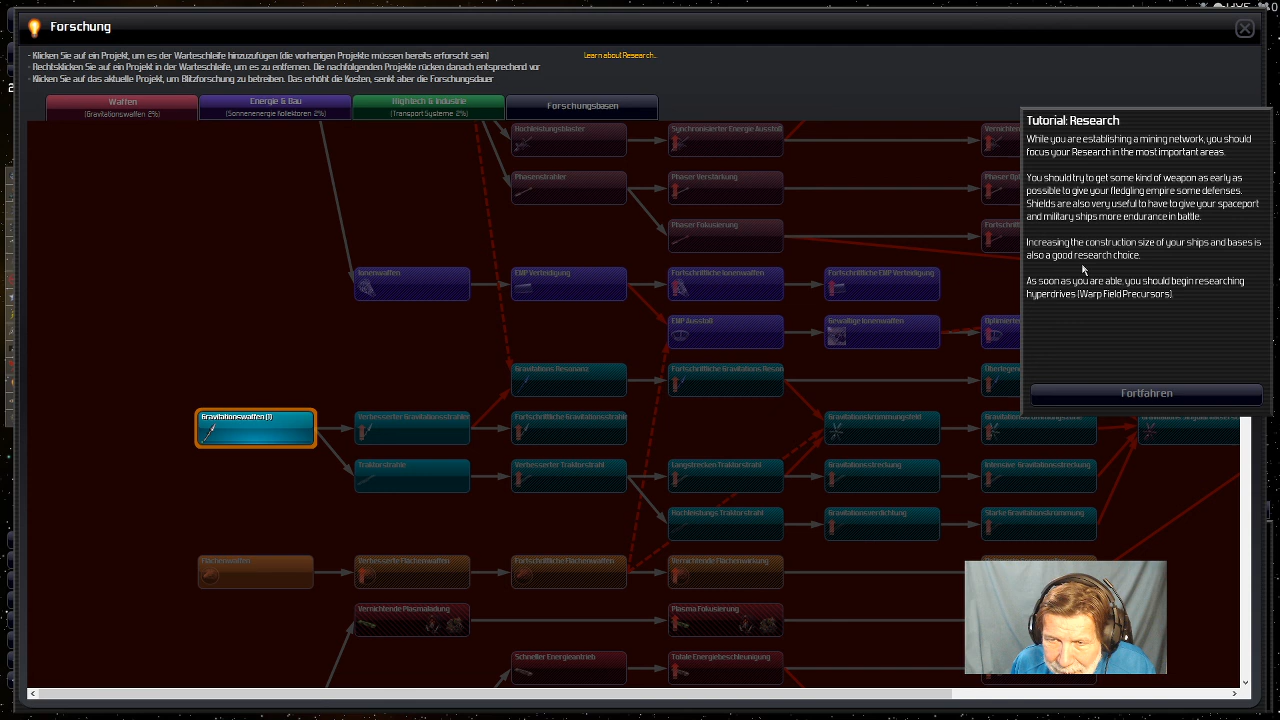 Forschung
- Klicken Sie auf ein Projekt, um es der Warteschleife hinzuzufügen (die vorherigen Projekte müssen bereits erforscht sein)
- Rechtsklicken Sie auf ein Projekt in der Warteschleife, um es zu entfernen. Die nachfolgenden Projekte rücken danach entsprechend vor
- Klicken Sie auf das aktuelle Projekt, um Blitzforschung zu betreiben. Das erhöht die Kosten, senkt aber die Forschungsdauer
Learn about Research...
Waffen
(Gravitationswaffen 2%)
Energie & Bau
(Sonnenenergie Kollektoren 2%)
Hightech & Industrie
(Transport Systeme 2%)
Forschungsbasen
Tutorial: Research
While you are establishing a mining network, you should
focus your Research in the most important areas.
You should try to get some kind of weapon as early as
possible to give your fledgling empire some defenses.
Shields are also very useful to have to give your spaceport
and military ships more endurance in battle.
Increasing the construction size of your ships and bases is
also a good research choice.
As soon as you are able, you should begin researching
hyperdrives (Warp Field Precursors).
Fortfahren
Hochleistungsblaster
Synchronisierter Energie Ausstoß
Phasenstrahler
Phaser Verstärkung
Phaser Fokusierung
Ionenwaffen
EMP Verteidigung
Fortschrittliche Ionenwaffen
Fortschrittliche EMP Verteidigung
EMP Ausstoß
Gewaltige Ionenwaffen
Gravitations Resonanz
Fortschrittliche Gravitations Reson
Gravitationswaffen (1)
Verbesserter Gravitationsstrahler
Fortschrittliche Gravitationsstrahle
Gravitationskrümmungsfeld
Traktorstrahle
Verbesserter Traktorstrahl
Langstrecken Traktorstrahl
Gravitationsstreckung
Intensive Gravitationsstreckung
Hochleistungs Traktorstrahl
Gravitationsverdichtung
Starke Gravitationskrümmung
Flächenwaffen
Verbesserte Flächenwaffen
Fortschrittliche Flächenwaffen
Vernichtende Flächenwirkung
Vernichtende Plasmaladung
Plasma Fokusierung
Schneller Energieantrieb
Totale Energiebeschleunigung